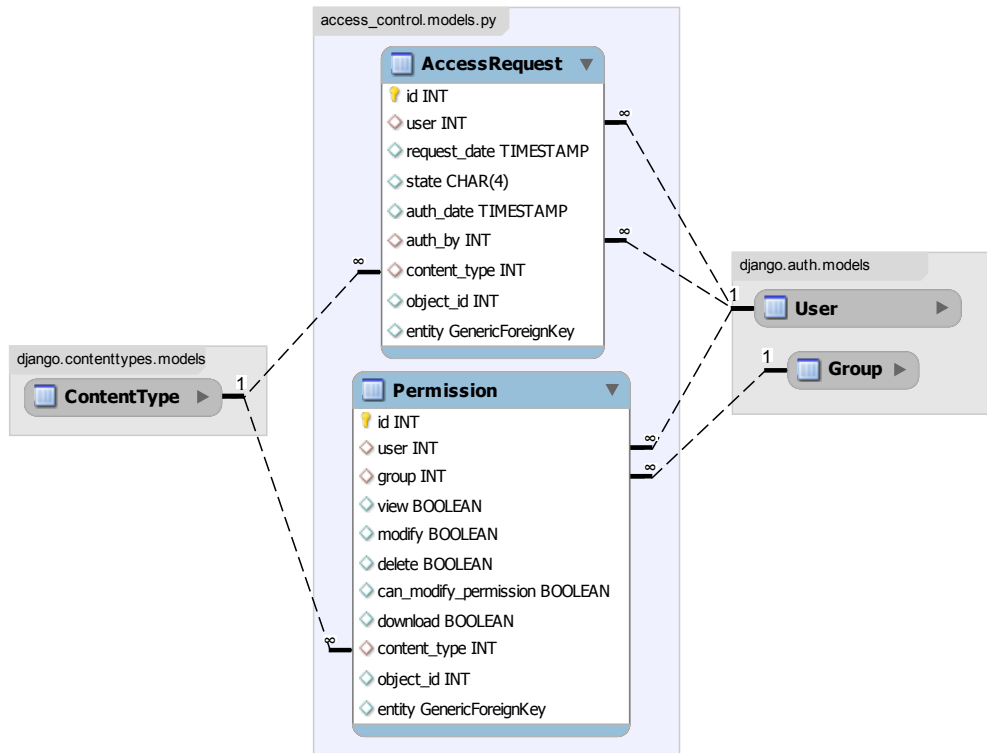 access_control.models.py
AccessRequest
id INT
user INT
request_date TIMESTAMP
state CHAR(4)
auth_date TIMESTAMP
auth_by INT
content_type INT
object_id INT
entity GenericForeignKey
∞
∞
∞
django.contenttypes.models
ContentType
1
django.auth.models
1
User
1
Group
Permission
id INT
user INT
group INT
view BOOLEAN
modify BOOLEAN
delete BOOLEAN
can_modify_permission BOOLEAN
download BOOLEAN
content_type INT
object_id INT
entity GenericForeignKey
∞
∞
∞